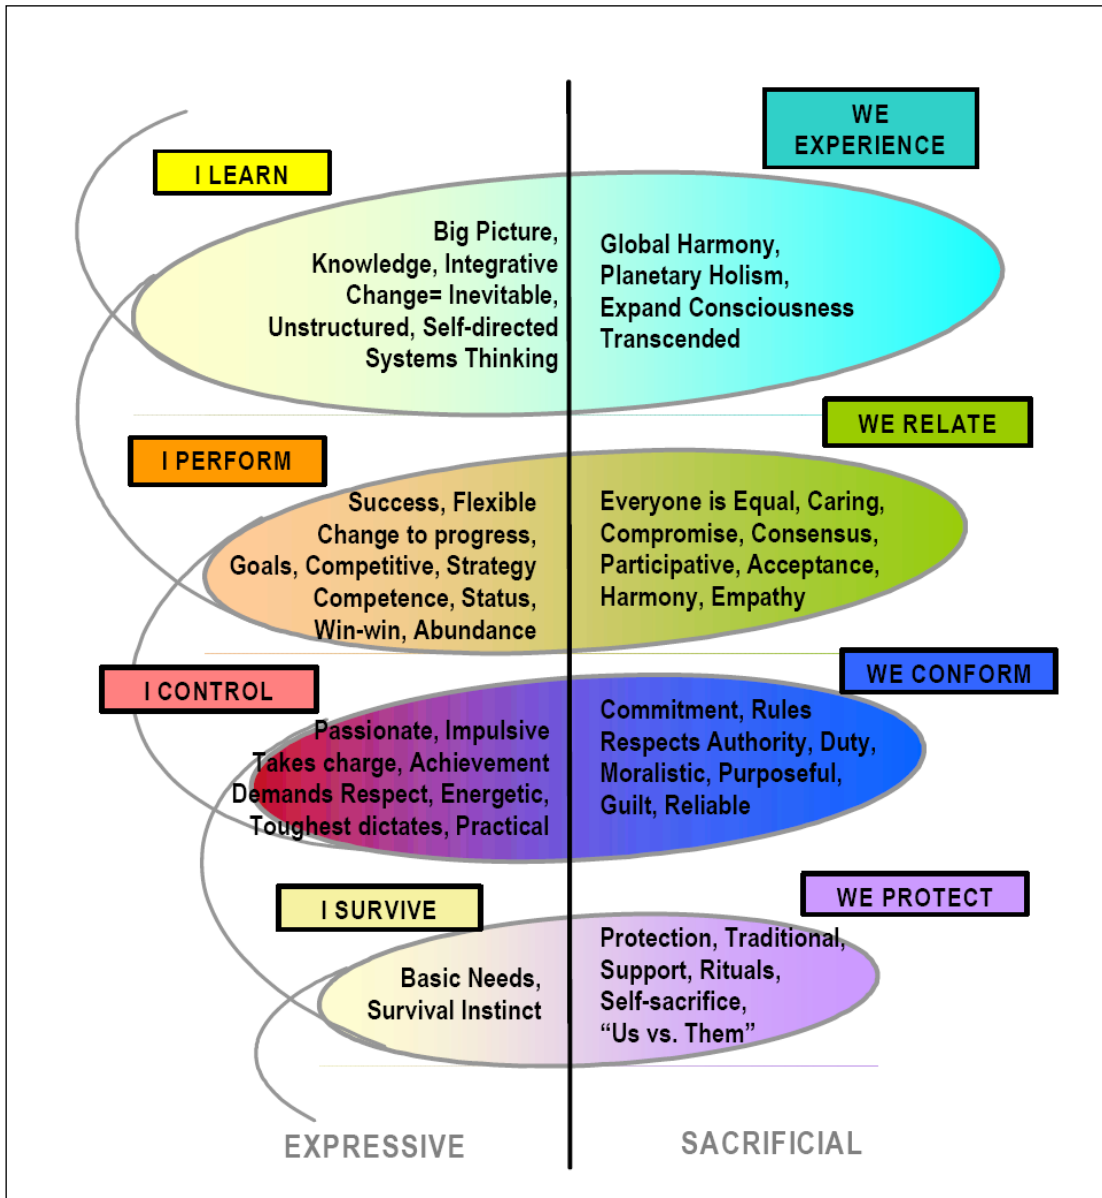 WE
EXPERIENCE
I LEARN
Big Picture,
Knowledge, Integrative
Change= Inevitable,
Unstructured, Self-directed
Systems Thinking
Global Harmony,
Planetary Holism,
Expand Consciousness
Transcended
WE RELATE
I PERFORM
Success, Flexible
Change to progress,
Goals, Competitive, Strategy
Competence, Status,
Win-win, Abundance
Everyone is Equal, Caring,
Compromise, Consensus,
Participative, Acceptance,
Harmony, Empathy
WE CONFORM
I CONTROL
Passionate, Impulsive
Takes charge, Achievement
Demands Respect, Energetic,
Toughest dictates, Practical
Commitment, Rules
Respects Authority, Duty,
Moralistic, Purposeful,
Guilt, Reliable
WE PROTECT
I SURVIVE
Basic Needs,
Survival Instinct
Protection, Traditional,
Support, Rituals,
Self-sacrifice,
“Us vs. Them”
EXPRESSIVE
SACRIFICIAL